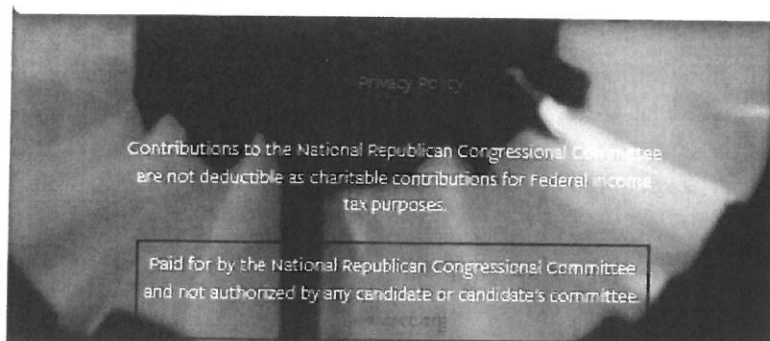 Privacy Policy
Contributions to the National Republican Congressional Committee
are not deductible as charitable contributions for Federal income
tax purposes.
Paid for by the National Republican Congressional Committee
and not authorized by any candidate or candidate's committee.